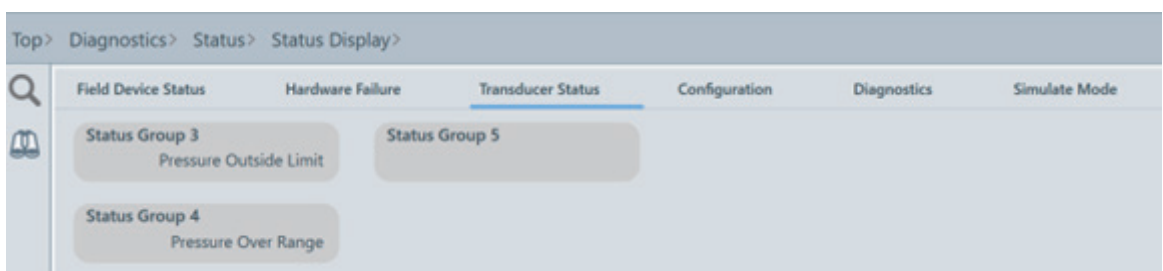 Top> Diagnostics> Status> Status Display>
Field Device Status Hardware Failure Transducer Status Configuration Diagnostics Simulate Mode
Status Group 3
Pressure Outside Limit
Status Group 5
Status Group 4
Pressure Over Range